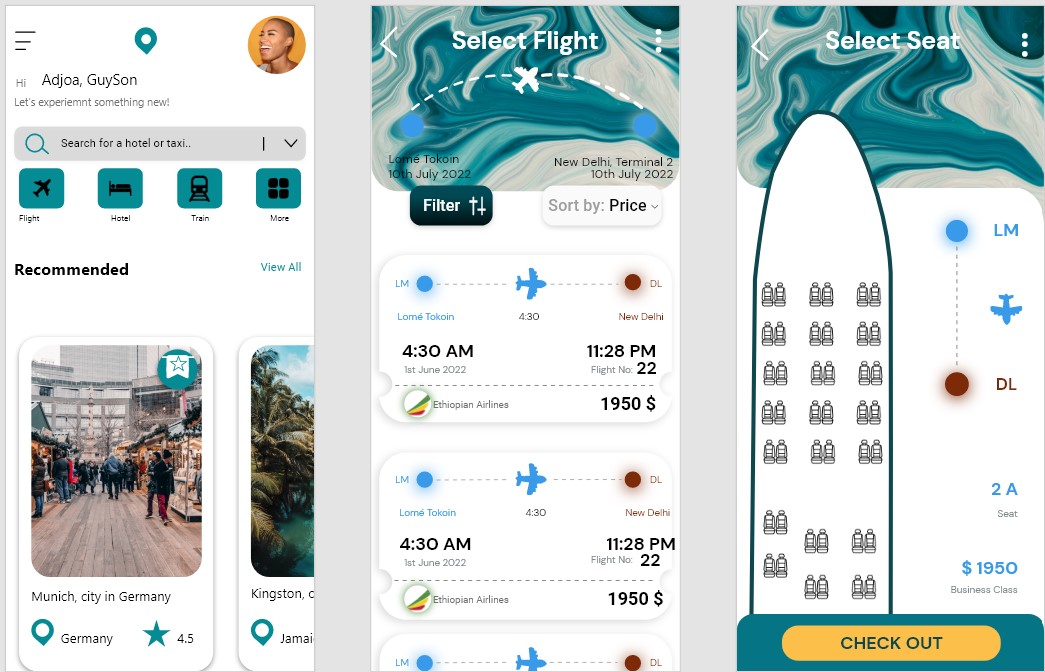 Hi Adjoa, GuySon
Let's experiemnt something new!
Search for a hotel or taxi..
Flight Hotel Train More
Recommended View All
Munich, city in Germany
Germany 4.5
Kingston, c
Jamai
Select Flight
Lome Tokoin New Delhi, Terminal 2
10th July 2022 10th July 2022
Filter Sort by: Price
LM DL
Lomé Tokoin 4:30 New Delhi
4:30 AM 11:28 PM
1st June 2022 Flight No: 22
Ethiopian Airlines 1950 $
LM DL
Lomé Tokoin 4:30 New Delhi
4:30 AM 11:28 PM
1st June 2022 Flight No: 22
Ethiopian Airlines 1950 $
LM DL
Select Seat
LM
DL
2 A
Seat
$ 1950
Business Class
CHECK OUT